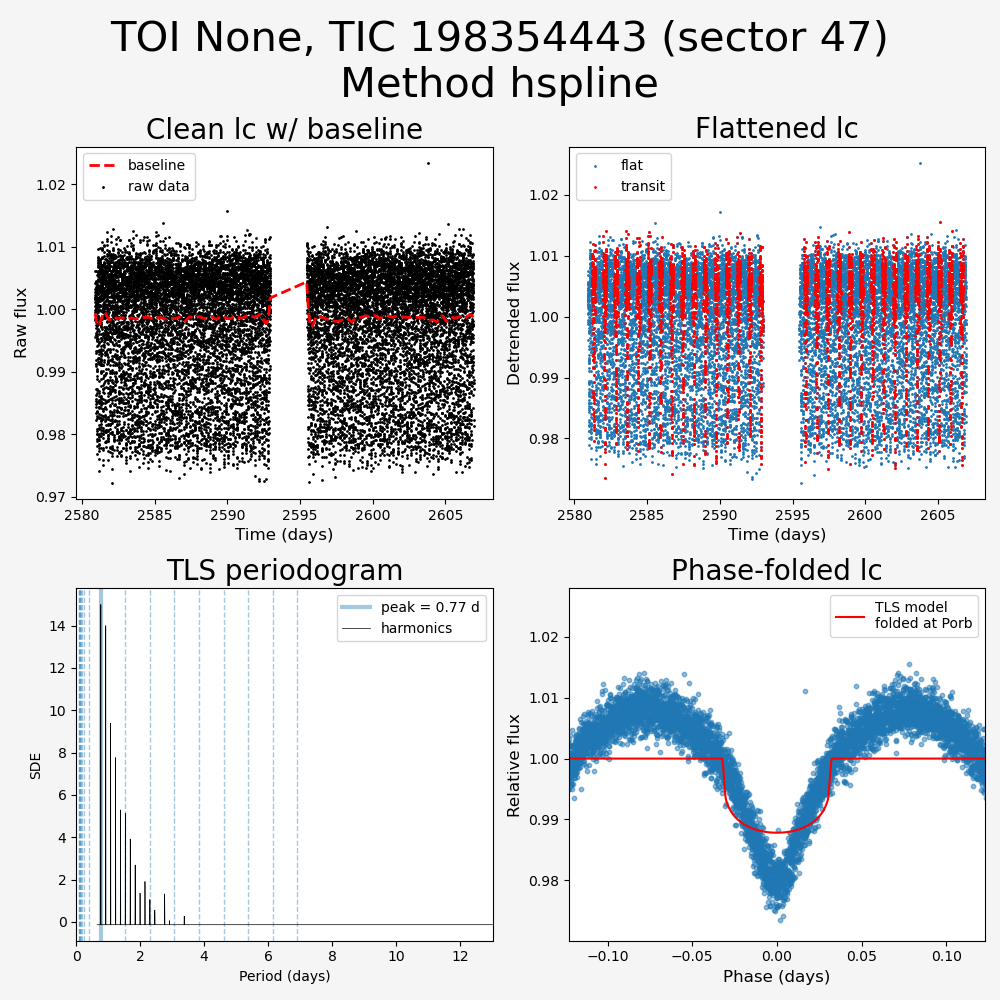 TOI None, TIC 198354443 (sector 47)
Method hspline
Clean lc w/ baseline
baseline
raw data
1.02
1.01
1.00
0.99
0.98
0.97
Raw flux
2580
2585
2590
2595
2600
2605
Time (days)
Flattened lc
flat
transit
1.02
1.01
1.00
0.99
0.98
Detrended flux
2580
2585
2590
2595
2600
2605
Time (days)
TLS periodogram
peak = 0.77 d
harmonics
14
12
10
8
6
4
2
0
SDE
0
2
4
6
8
10
12
Period (days)
Phase-folded lc
TLS model
folded at Porb
1.02
1.01
1.00
0.99
0.98
Relative flux
−0.10
−0.05
0.00
0.05
0.10
Phase (days)